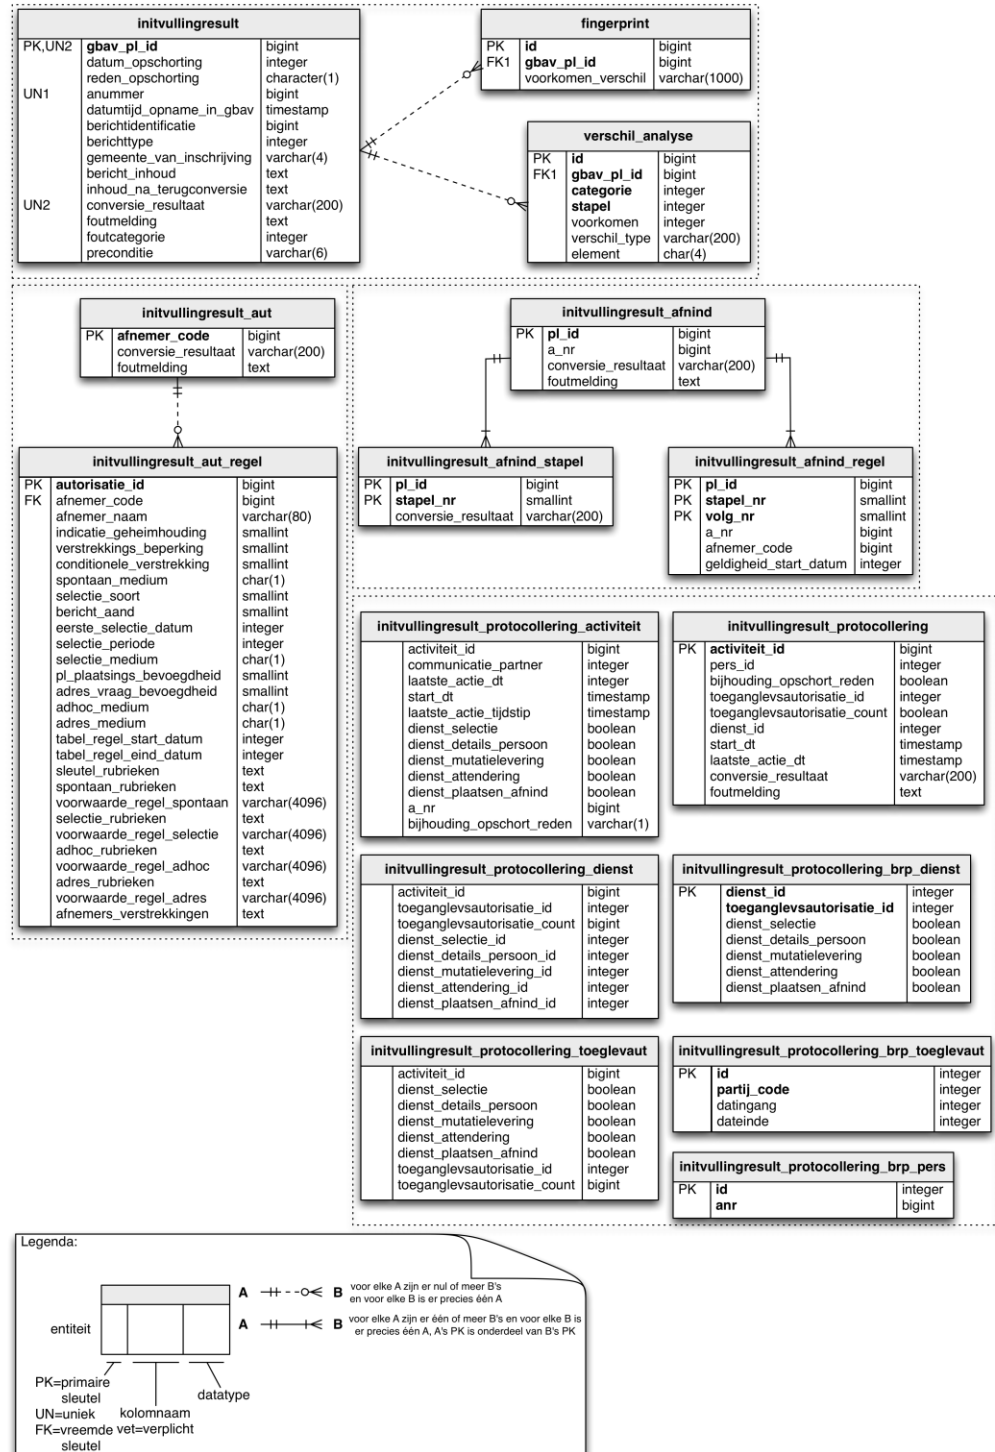 initvullingresult
PK,UN2 gbav_pl_id bigint
datum_opschorting integer
reden_opschorting character(1)
UN1 anummer bigint
datumtijd_opname_in_gbav timestamp
berichtidentificatie bigint
berichttype integer
gemeente_van_inschrijving varchar(4)
bericht_inhoud text
inhoud_na_terugconversie text
UN2 conversie_resultaat varchar(200)
foutmelding text
foutcategorie integer
preconditie varchar(6)
fingerprint
PK id bigint
FK1 gbav_pl_id bigint
voorkomen_verschil varchar(1000)
verschil_analyse
PK id bigint
FK1 gbav_pl_id bigint
categorie integer
stapel integer
voorkomen integer
verschil_type varchar(200)
element char(4)
initvullingresult_aut
PK afnemer_code bigint
conversie_resultaat varchar(200)
foutmelding text
initvullingresult_aut_regel
PK autorisatie_id bigint
FK afnemer_code bigint
afnemer_naam varchar(80)
indicatie_geheimhouding smallint
verstrekkings_beperking smallint
conditionele_verstrekking smallint
spontaan_medium char(1)
selectie_soort smallint
bericht_aand smallint
eerste_selectie_datum integer
selectie_periode integer
selectie_medium char(1)
pl_plaatsings_bevoegdheid smallint
adres_vraag_bevoegdheid smallint
adhoc_medium char(1)
adres_medium char(1)
tabel_regel_start_datum integer
tabel_regel_eind_datum integer
sleutel_rubrieken text
spontaan_rubrieken text
voorwaarde_regel_spontaan varchar(4096)
selectie_rubrieken text
voorwaarde_regel_selectie varchar(4096)
adhoc_rubrieken text
voorwaarde_regel_adhoc varchar(4096)
adres_rubrieken text
voorwaarde_regel_adres varchar(4096)
afnemers_verstrekkingen text
initvullingresult_afnind
PK pl_id bigint
a_nr bigint
conversie_resultaat varchar(200)
foutmelding text
initvullingresult_afnind_stapel
PK pl_id bigint
PK stapel_nr smallint
conversie_resultaat varchar(200)
initvullingresult_afnind_regel
PK pl_id bigint
PK stapel_nr smallint
PK volg_nr smallint
a_nr bigint
afnemer_code bigint
geldigheid_start_datum integer
initvullingresult_protocollering_activiteit
activiteit_id bigint
communicatie_partner integer
laatste_actie_dt integer
start_dt timestamp
laatste_actie_tijdstip timestamp
dienst_selectie boolean
dienst_details_persoon boolean
dienst_mutatielevering boolean
dienst_attendering boolean
dienst_plaatsen_afnind boolean
a_nr bigint
bijhouding_opschort_reden varchar(1)
initvullingresult_protocollering
PK activiteit_id bigint
pers_id integer
bijhouding_opschort_reden boolean
toeganglevsautorisatie_id integer
toeganglevsautorisatie_count boolean
dienst_id integer
start_dt timestamp
laatste_actie_dt timestamp
conversie_resultaat varchar(200)
foutmelding text
initvullingresult_protocollering_dienst
activiteit_id bigint
toeganglevsautorisatie_id integer
toeganglevsautorisatie_count bigint
dienst_selectie_id integer
dienst_details_persoon_id integer
dienst_mutatielevering_id integer
dienst_attendering_id integer
dienst_plaatsen_afnind_id integer
initvullingresult_protocollering_brp_dienst
PK dienst_id integer
toeganglevsautorisatie_id integer
dienst_selectie boolean
dienst_details_persoon boolean
dienst_mutatielevering boolean
dienst_attendering boolean
dienst_plaatsen_afnind boolean
initvullingresult_protocollering_toeglevaut
activiteit_id bigint
dienst_selectie boolean
dienst_details_persoon boolean
dienst_mutatielevering boolean
dienst_attendering boolean
dienst_plaatsen_afnind boolean
toeganglevsautorisatie_id integer
toeganglevsautorisatie_count bigint
initvullingresult_protocollering_brp_toeglevaut
PK id integer
partij_code integer
datingang integer
dateinde integer
initvullingresult_protocollering_brp_pers
PK id integer
anr bigint
Legenda:
entiteit
PK=primaire
sleutel
UN=uniek
FK=vreemde
sleutel
kolomnaam
vet=verplicht
datatype
A B voor elke A zijn er nul of meer B's
en voor elke B is er precies één A
A B voor elke A zijn er één of meer B's en voor elke B is
er precies één A, A's PK is onderdeel van B's PK